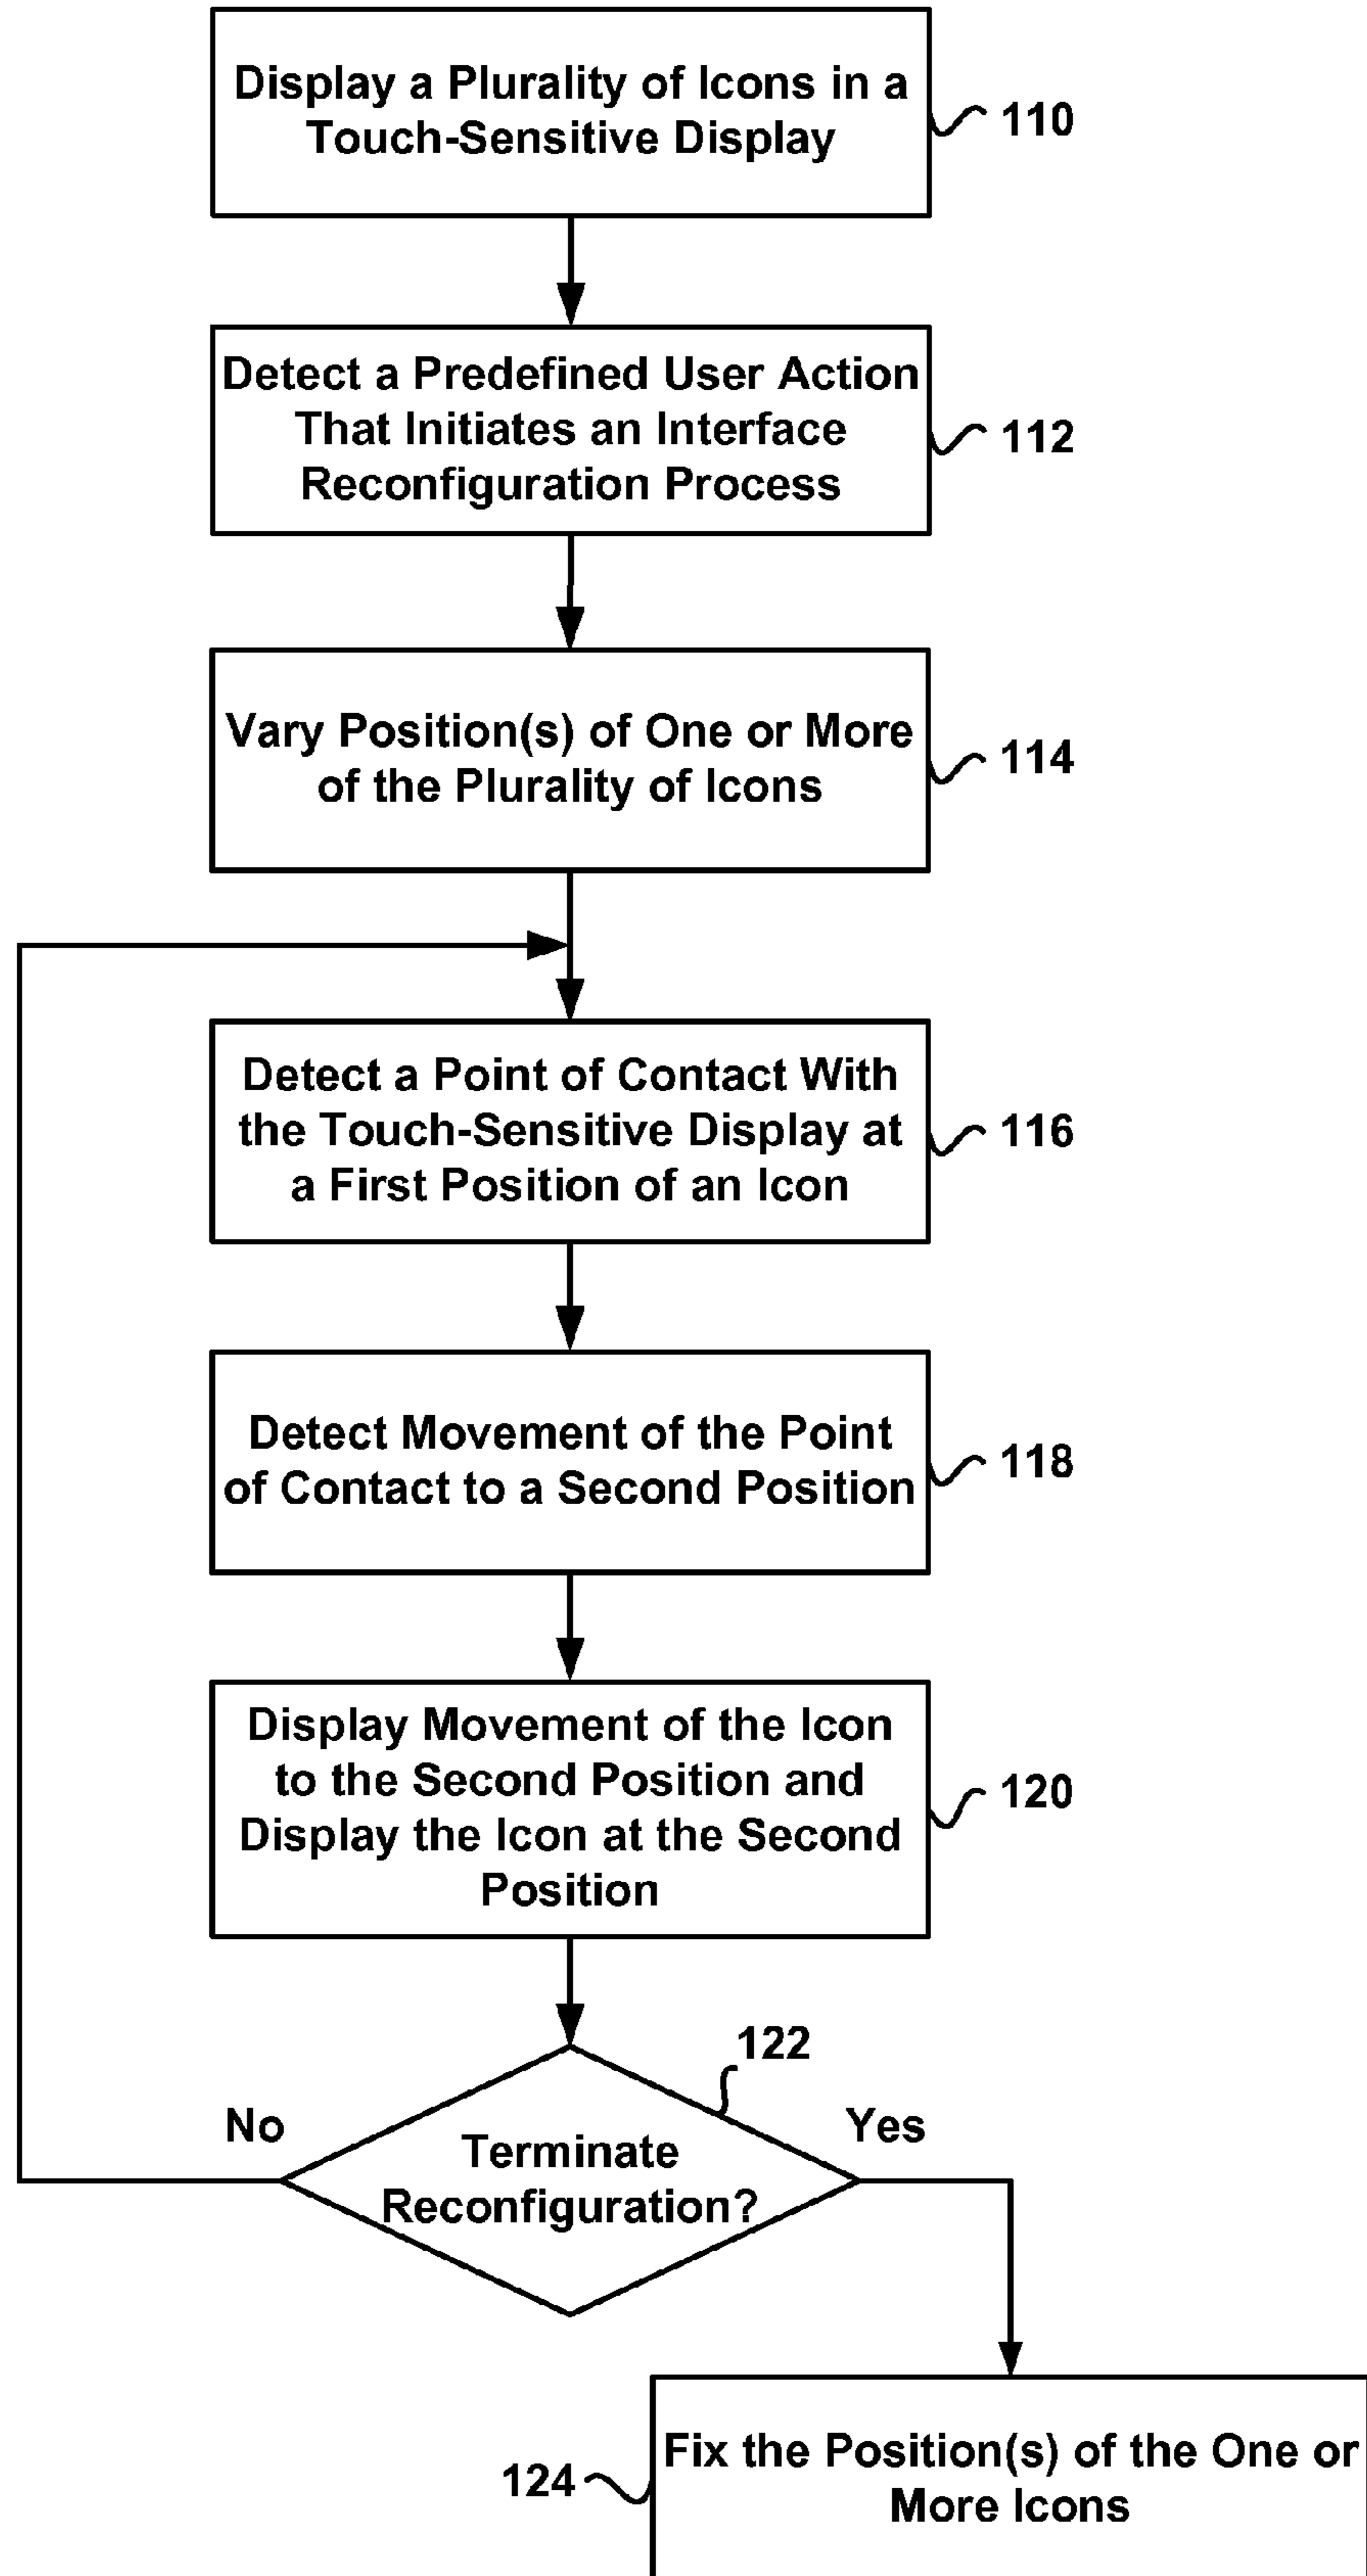 Display a Plurality of Icons in a
Touch-Sensitive Display
110
Detect a Predefined User Action
That Initiates an Interface
Reconfiguration Process
112
Vary Position(s) of One or More
of the Plurality of Icons
114
Detect a Point of Contact With
the Touch-Sensitive Display at
a First Position of an Icon
116
Detect Movement of the Point
of Contact to a Second Position
118
Display Movement of the Icon
to the Second Position and
Display the Icon at the Second
Position
120
122
No
Yes
Terminate
Reconfiguration?
124
Fix the Position(s) of the One or
More Icons